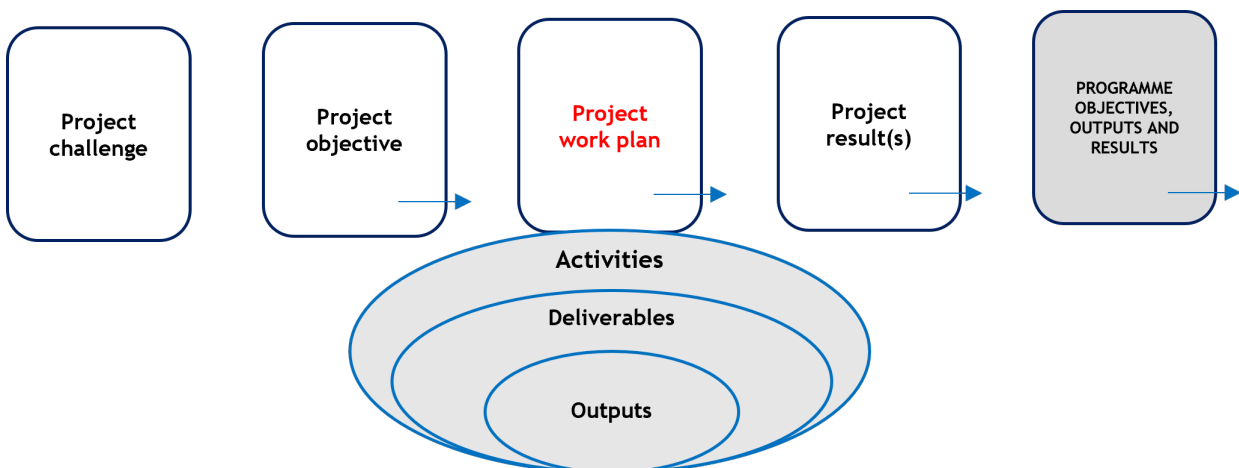 Project
challenge
Project
objective
Project
work plan
Project
result(s)
PROGRAMME
OBJECTIVES,
OUTPUTS AND
RESULTS
Activities
Deliverables
Outputs